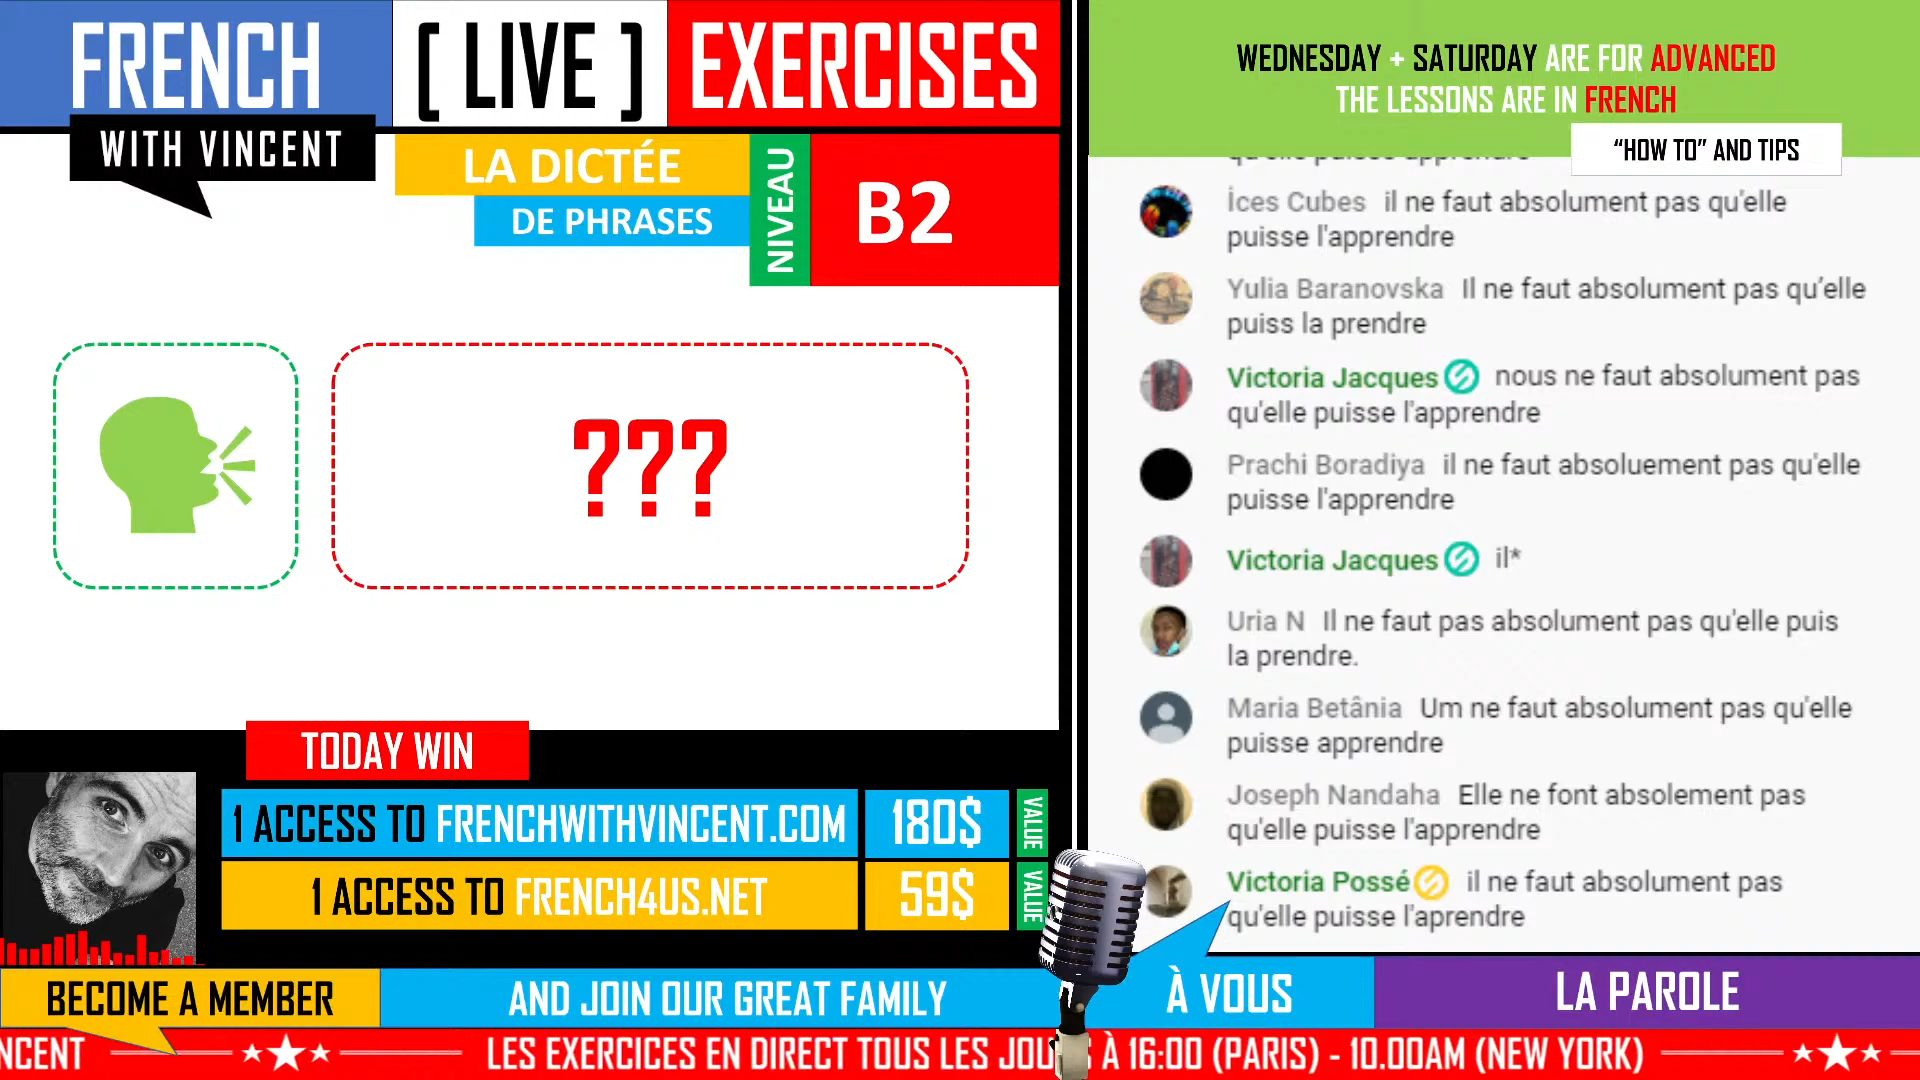 FRENCH [ LIVE ] EXERCISES
WITH VINCENT
LA DICTÉE
DE PHRASES
NIVEAU
B2
???
TODAY WIN
1 ACCESS TO FRENCHWITHVINCENT.COM 180$ VALUE
1 ACCESS TO FRENCH4US.NET 59$ VALUE
BECOME A MEMBER AND JOIN OUR GREAT FAMILY
WEDNESDAY + SATURDAY ARE FOR ADVANCED
THE LESSONS ARE IN FRENCH
“HOW TO” AND TIPS
İces Cubes il ne faut absolument pas qu'elle
puisse l'apprendre
Yulia Baranovska Il ne faut absolument pas qu’elle
puiss la prendre
Victoria Jacques nous ne faut absolument pas
qu'elle puisse l'apprendre
Prachi Boradiya il ne faut absoluement pas qu'elle
puisse l'apprendre
Victoria Jacques il*
Uria N Il ne faut pas absolument pas qu'elle puis
la prendre.
Maria Betânia Um ne faut absolument pas qu'elle
puisse apprendre
Joseph Nandaha Elle ne font absolement pas
qu'elle puisse l'apprendre
Victoria Possé il ne faut absolument pas
qu'elle puisse l'aprendre
À VOUS LA PAROLE
NCENT LES EXERCICES EN DIRECT TOUS LES JOU À 16:00 (PARIS) - 10.00AM (NEW YORK)